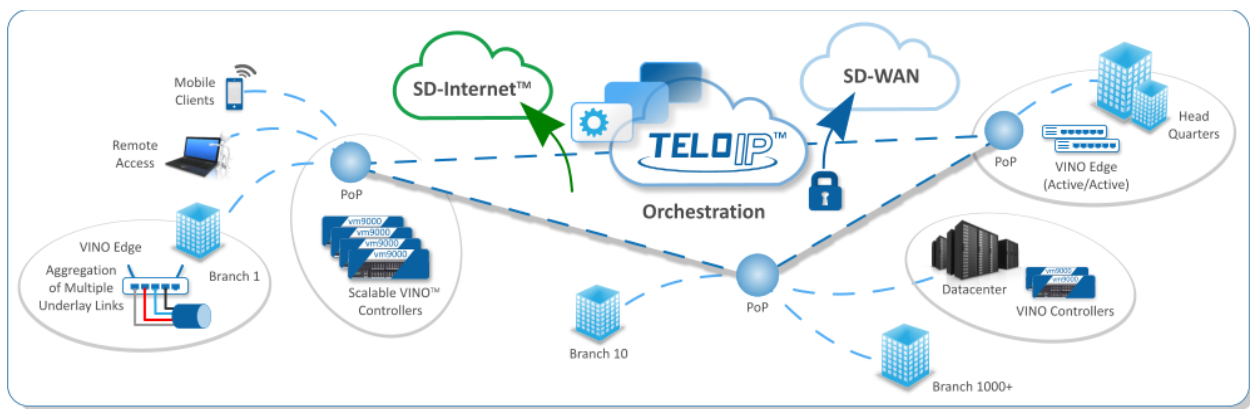 Mobile
Clients
Remote
Access
VINO Edge
Aggregation
of Multiple
Underlay Links
Branch 1
PoP
vm9000
vm9000
vm9000
vm9000
Scalable VINO™
Controllers
SD-Internet™
TELOIP™
Orchestration
SD-WAN
Branch 10
PoP
Branch 1000+
PoP
VINO Edge
(Active/Active)
Head
Quarters
Datacenter
vm9000
vm9000
VINO Controllers